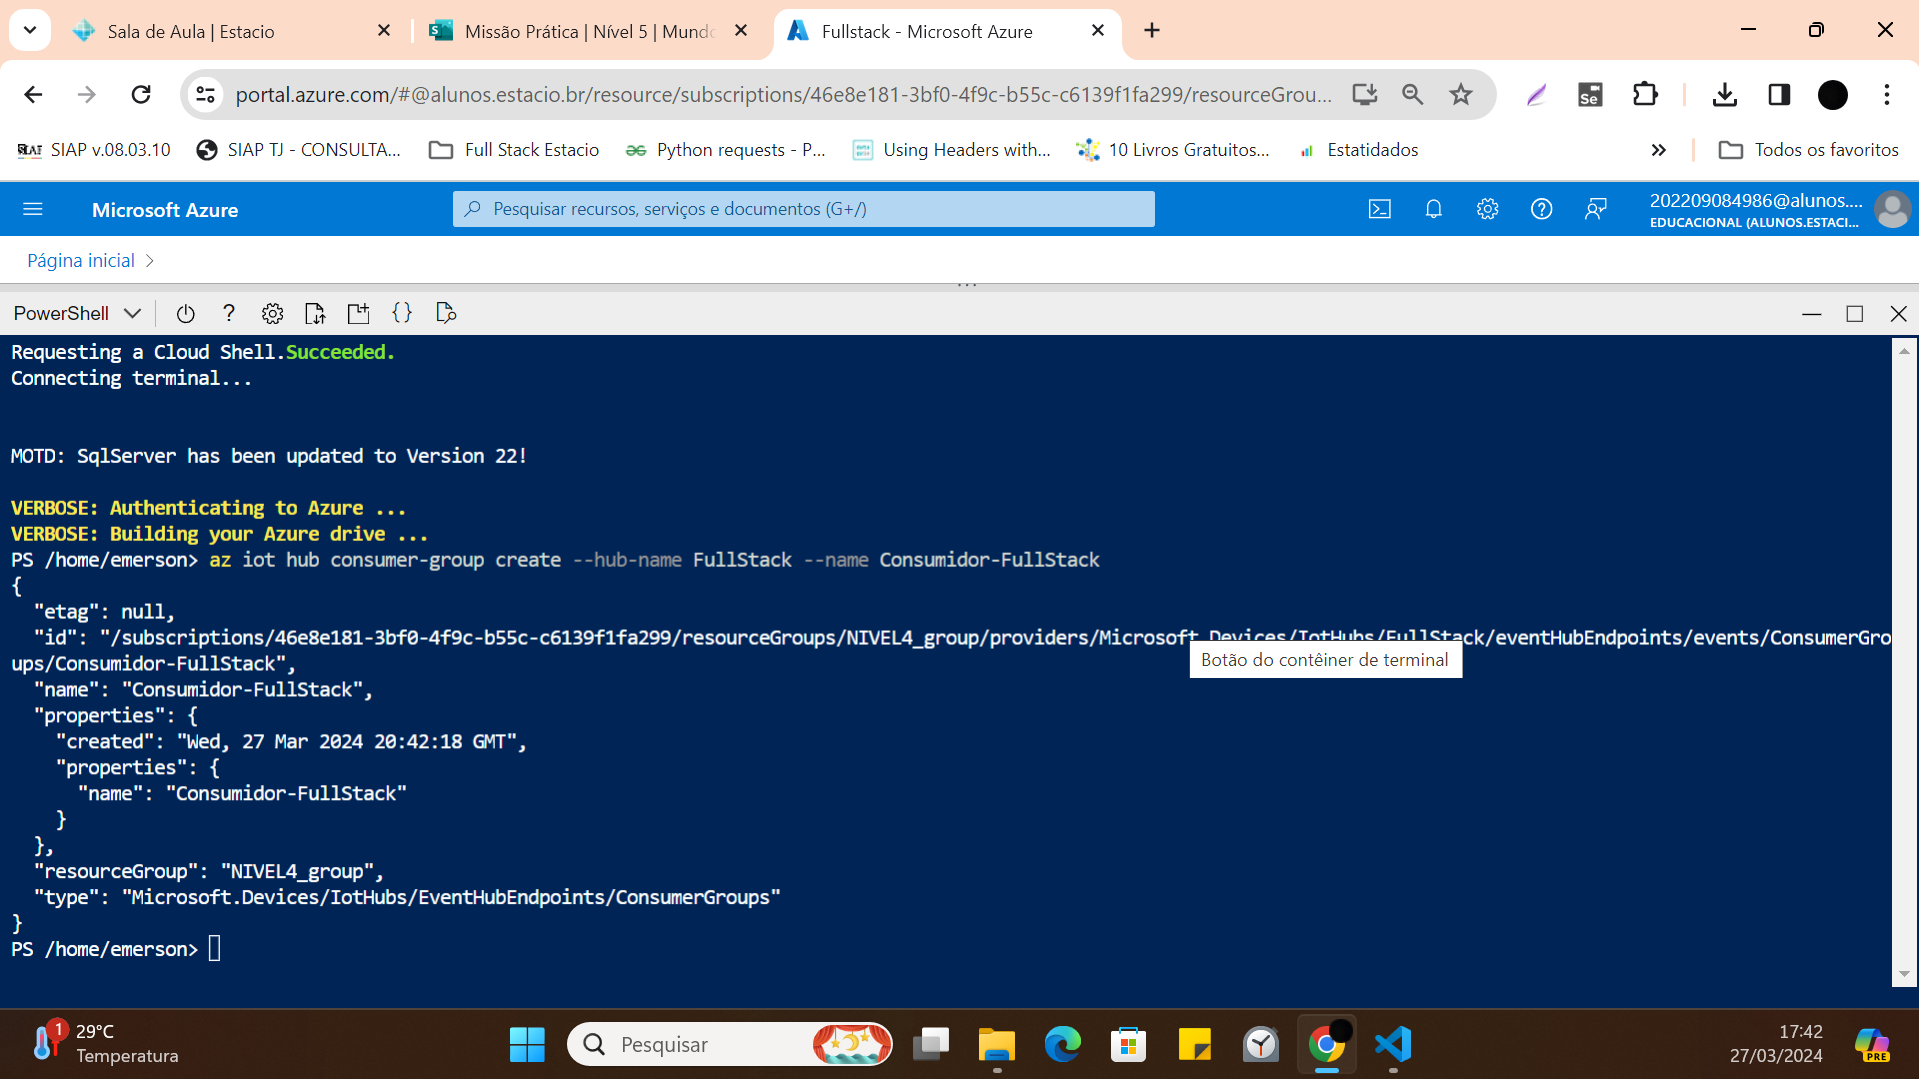 Sala de Aula | Estacio
Missão Prática | Nível 5 | Mundo
Fullstack - Microsoft Azure
portal.azure.com/#@alunos.estacio.br/resource/subscriptions/46e8e181-3bf0-4f9c-b55c-c6139f1fa299/resourceGrou...
Se
SIAP v.08.03.10
SIAP TJ - CONSULTA...
Full Stack Estacio
Python requests - P...
Using Headers with...
10 Livros Gratuitos...
Estatidados
Todos os favoritos
Microsoft Azure
Pesquisar recursos, serviços e documentos (G+/)
202209084986@alunos....
EDUCACIONAL (ALUNOS.ESTACI...
Página inicial
PowerShell
Requesting a Cloud Shell.Succeeded.
Connecting terminal...
MOTD: SqlServer has been updated to Version 22!
VERBOSE: Authenticating to Azure ...
VERBOSE: Building your Azure drive ...
PS /home/emerson> az iot hub consumer-group create --hub-name FullStack --name Consumidor-FullStack
{
"etag": null,
"id": "/subscriptions/46e8e181-3bf0-4f9c-b55c-c6139f1fa299/resourceGroups/NIVEL4_group/providers/Microsoft.Devices/IotHubs/FullStack/eventHubEndpoints/events/ConsumerGro
ups/Consumidor-FullStack",
Botão do contêiner de terminal
"name": "Consumidor-FullStack",
"properties": {
"created": "Wed, 27 Mar 2024 20:42:18 GMT",
"properties": {
"name": "Consumidor-FullStack"
}
},
"resourceGroup": "NIVEL4_group",
"type": "Microsoft.Devices/IotHubs/EventHubEndpoints/ConsumerGroups"
}
PS /home/emerson>
1
29°C
Temperatura
Pesquisar
17:42
27/03/2024
PRE